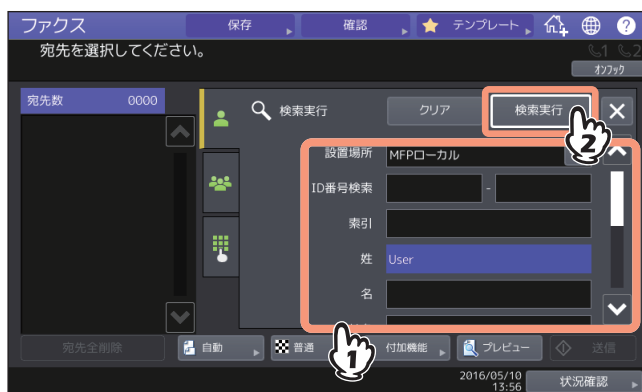 ファクス 保存 確認 テンプレート ?
宛先を選択してください。
1 2
オンフック
宛先数 0000
検索実行 クリア 検索実行
2
設置場所 MFPローカル
ID番号検索 -
索引
姓 User
名
1
宛先全削除 自動 普通 付加機能 プレビュー 送信
2016/05/10
13:56 状況確認